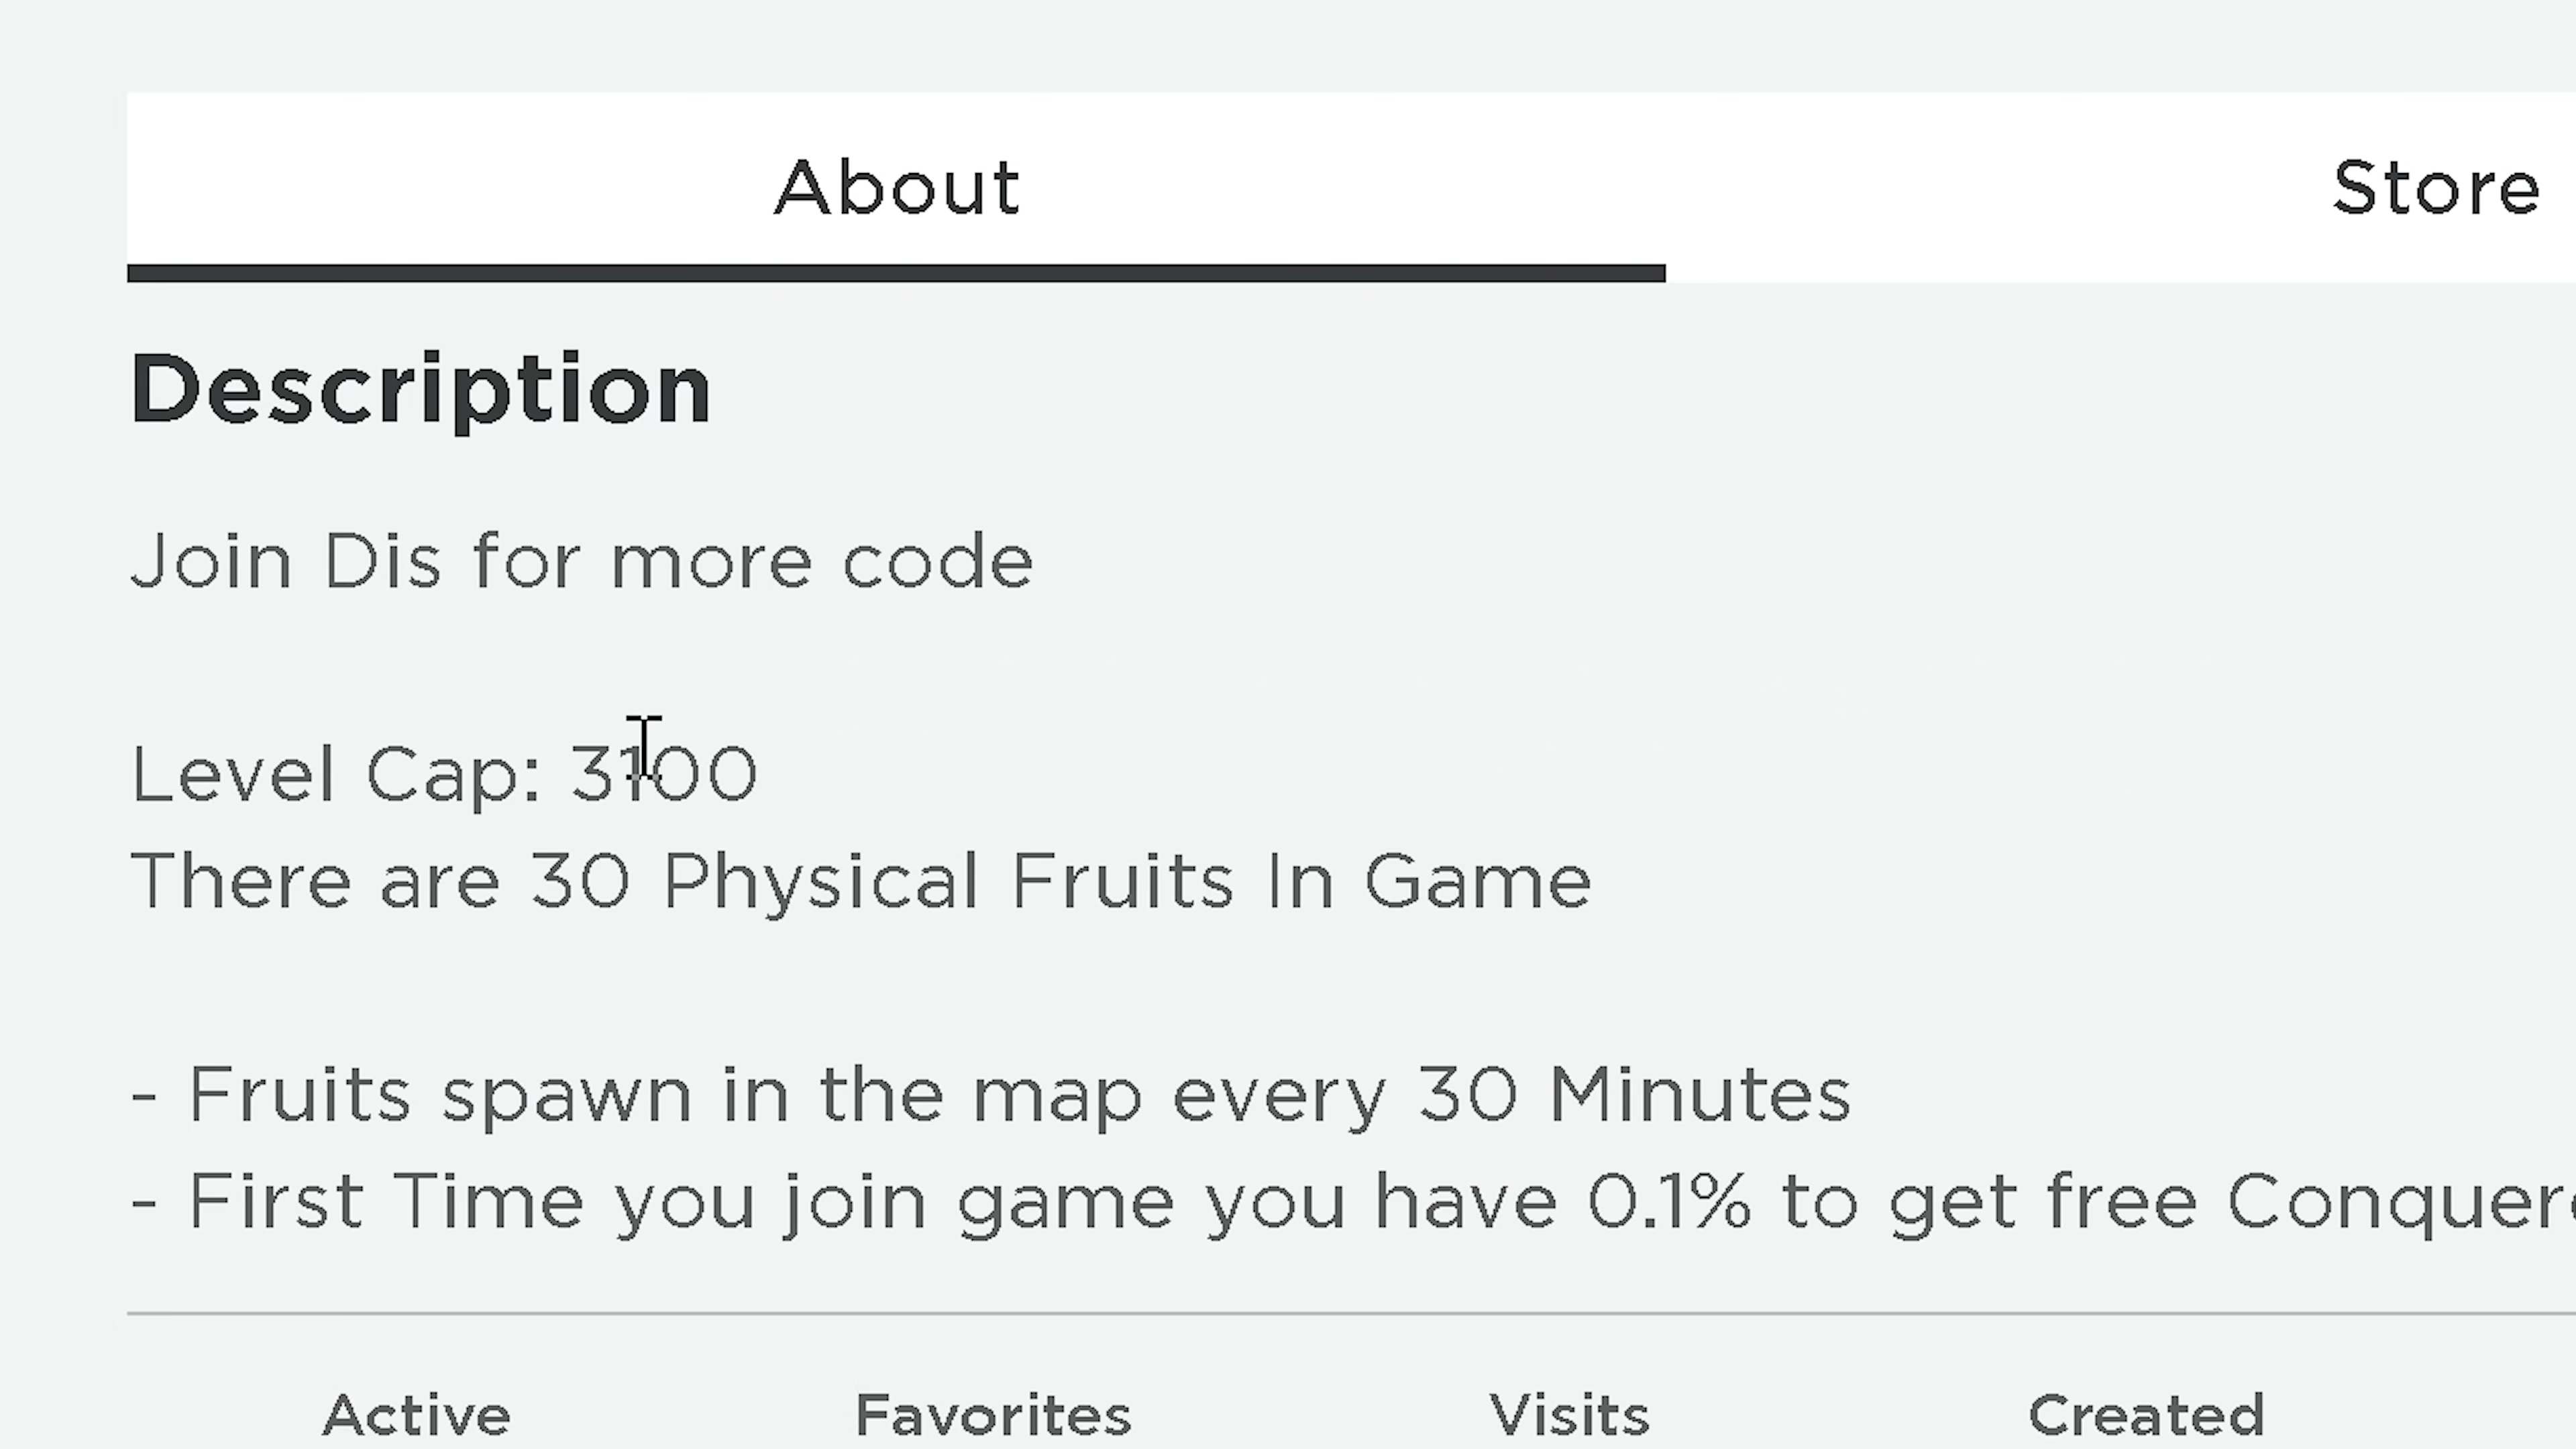 About Store
Description
Join Dis for more code
Level Cap: 3100
There are 30 Physical Fruits In Game
- Fruits spawn in the map every 30 Minutes
- First Time you join game you have 0.1% to get free
Active Favorites Visits Created